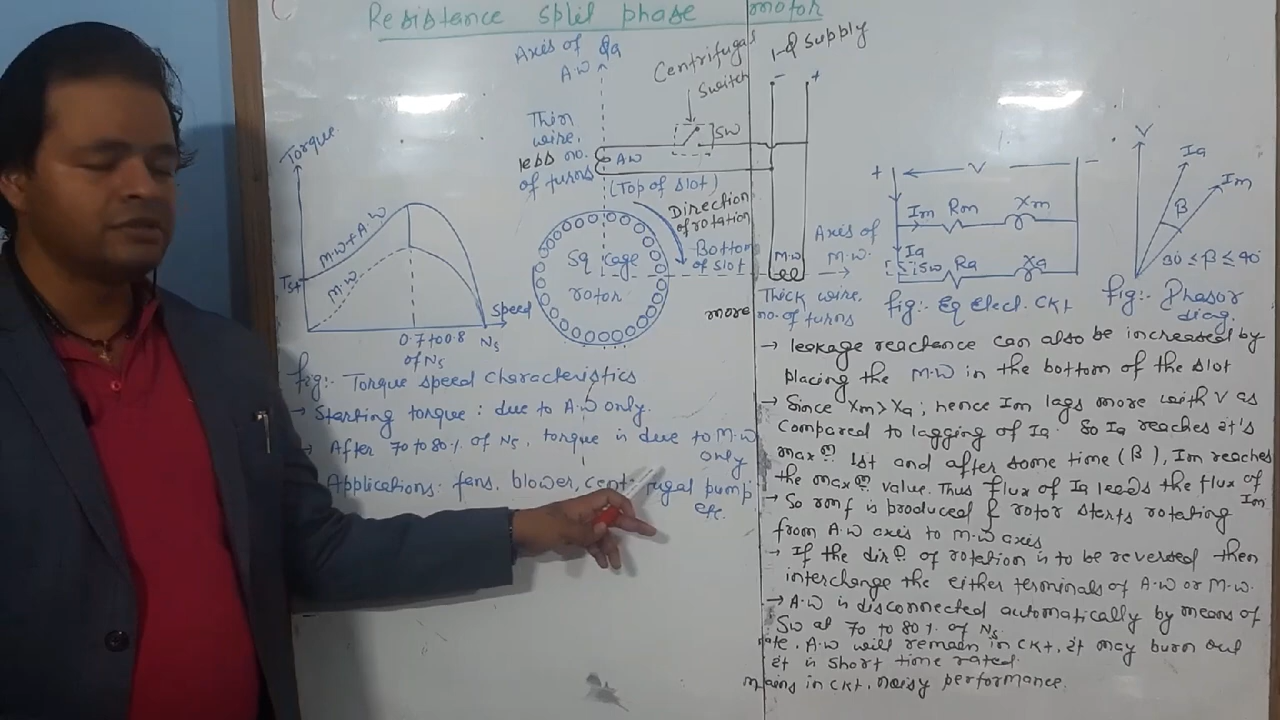 Resistance split phase motor
Axis of Qa
A.W
Centrifugal
Switch
1-Φ supply
- +
Thin
wire,
less no.
of turns
A.W
SW
(Top of slot)
Direction
of rotation
Bottom
of slot
Sq. cage
rotor
M.W
Axis of
M.W
Thick wire,
more no. of turns
Torque
M.W+A.W
M.W
Tst
Speed
0.7 to 0.8
of Ns
Ns
fig:- Torque speed characteristics
→ Starting torque: due to A.W only.
→ After 70 to 80% of Ns, torque is due to M.W
only
Applications: fans, blower, centrifugal pump
etc.
+ V -
Im Rm Xm
Ia
SW Ra Xa
fig:- Eq Elect. CKt
V
Ia
Im
β
30° ≤ β ≤ 40°
fig:- Phasor
diag.
→ leakage reactance can also be increased by
placing the M.W in the bottom of the slot
→ Since Xm > Xa; hence Im lags more with V as
compared to lagging of Ia. So Ia reaches it's
maxm 1st and after some time (β), Im reaches
the maxm value. Thus flux of Ia leads the flux of Im
→ So rmf is produced & rotor starts rotating
from A.W axis to M.W axis
→ If the dirn of rotation is to be reversed then
interchange the either terminals of A.W or M.W.
→ A.W is disconnected automatically by means of
SW at 70 to 80% of Ns
A.W will remain in CKt, it may burn out
it is short time rated.
in CKt, noisy performance.